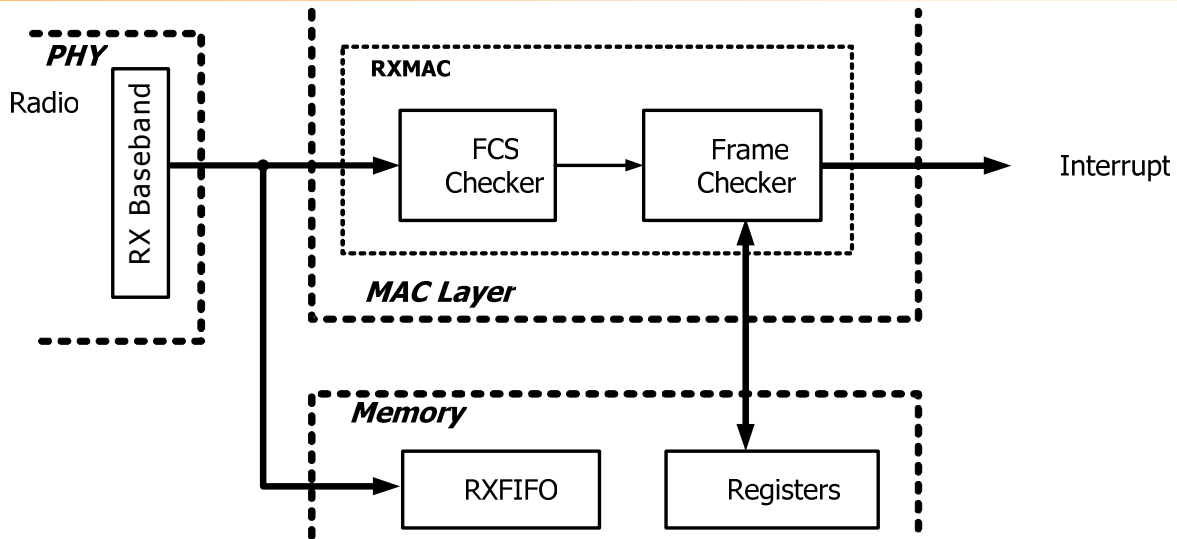 PHY
Radio
RX Baseband
RXMAC
FCS
Checker
Frame
Checker
Interrupt
MAC Layer
Memory
RXFIFO
Registers